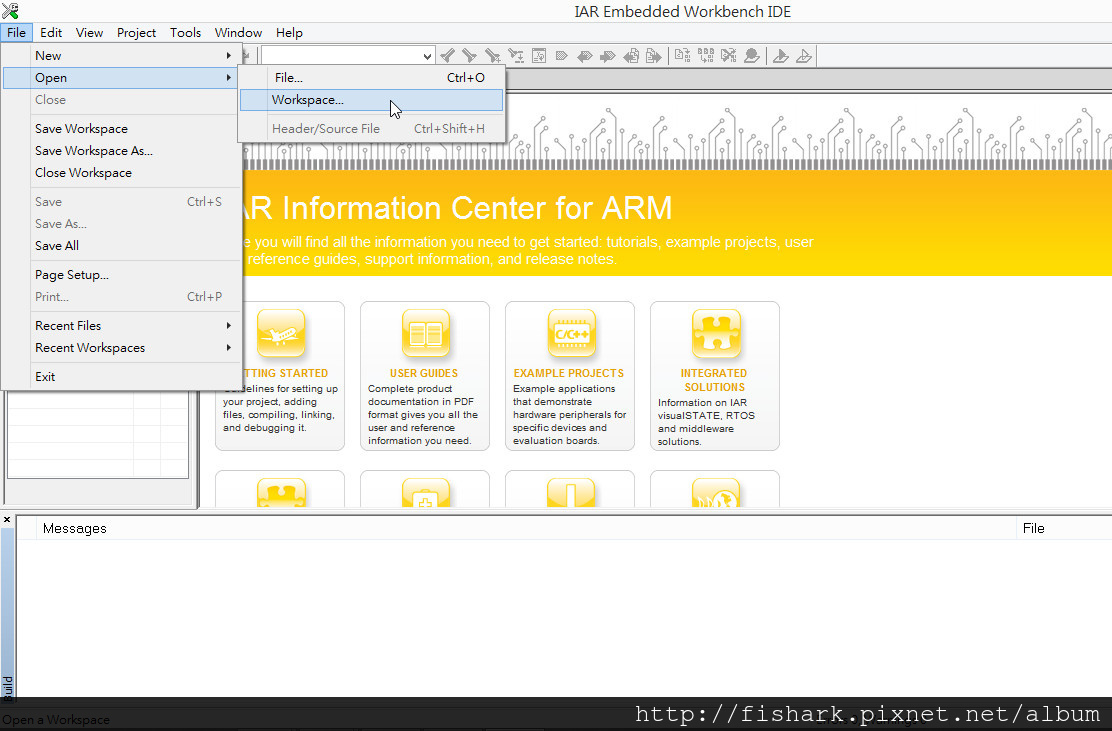 IAR Embedded Workbench IDE
File Edit View Project Tools Window Help
New
Open
Close
Save Workspace
Save Workspace As...
Close Workspace
Save Ctrl+S
Save As...
Save All
Page Setup...
Print... Ctrl+P
Recent Files
Recent Workspaces
Exit
File... Ctrl+O
Workspace...
Header/Source File Ctrl+Shift+H
AR Information Center for ARM
e you will find all the information you need to get started: tutorials, example projects, user
reference guides, support information, and release notes.
TTING STARTED
delines for setting up
your project, adding
files, compiling, linking,
and debugging it.
USER GUIDES
Complete product
documentation in PDF
format gives you all the
user and reference
information you need.
C/C++
EXAMPLE PROJECTS
Example applications
that demonstrate
hardware peripherals for
specific devices and
evaluation boards.
INTEGRATED
SOLUTIONS
Information on IAR
visualSTATE, RTOS
and middleware
solutions.
Messages File
Build
Open a Workspace
http://fishark.pixnet.net/album